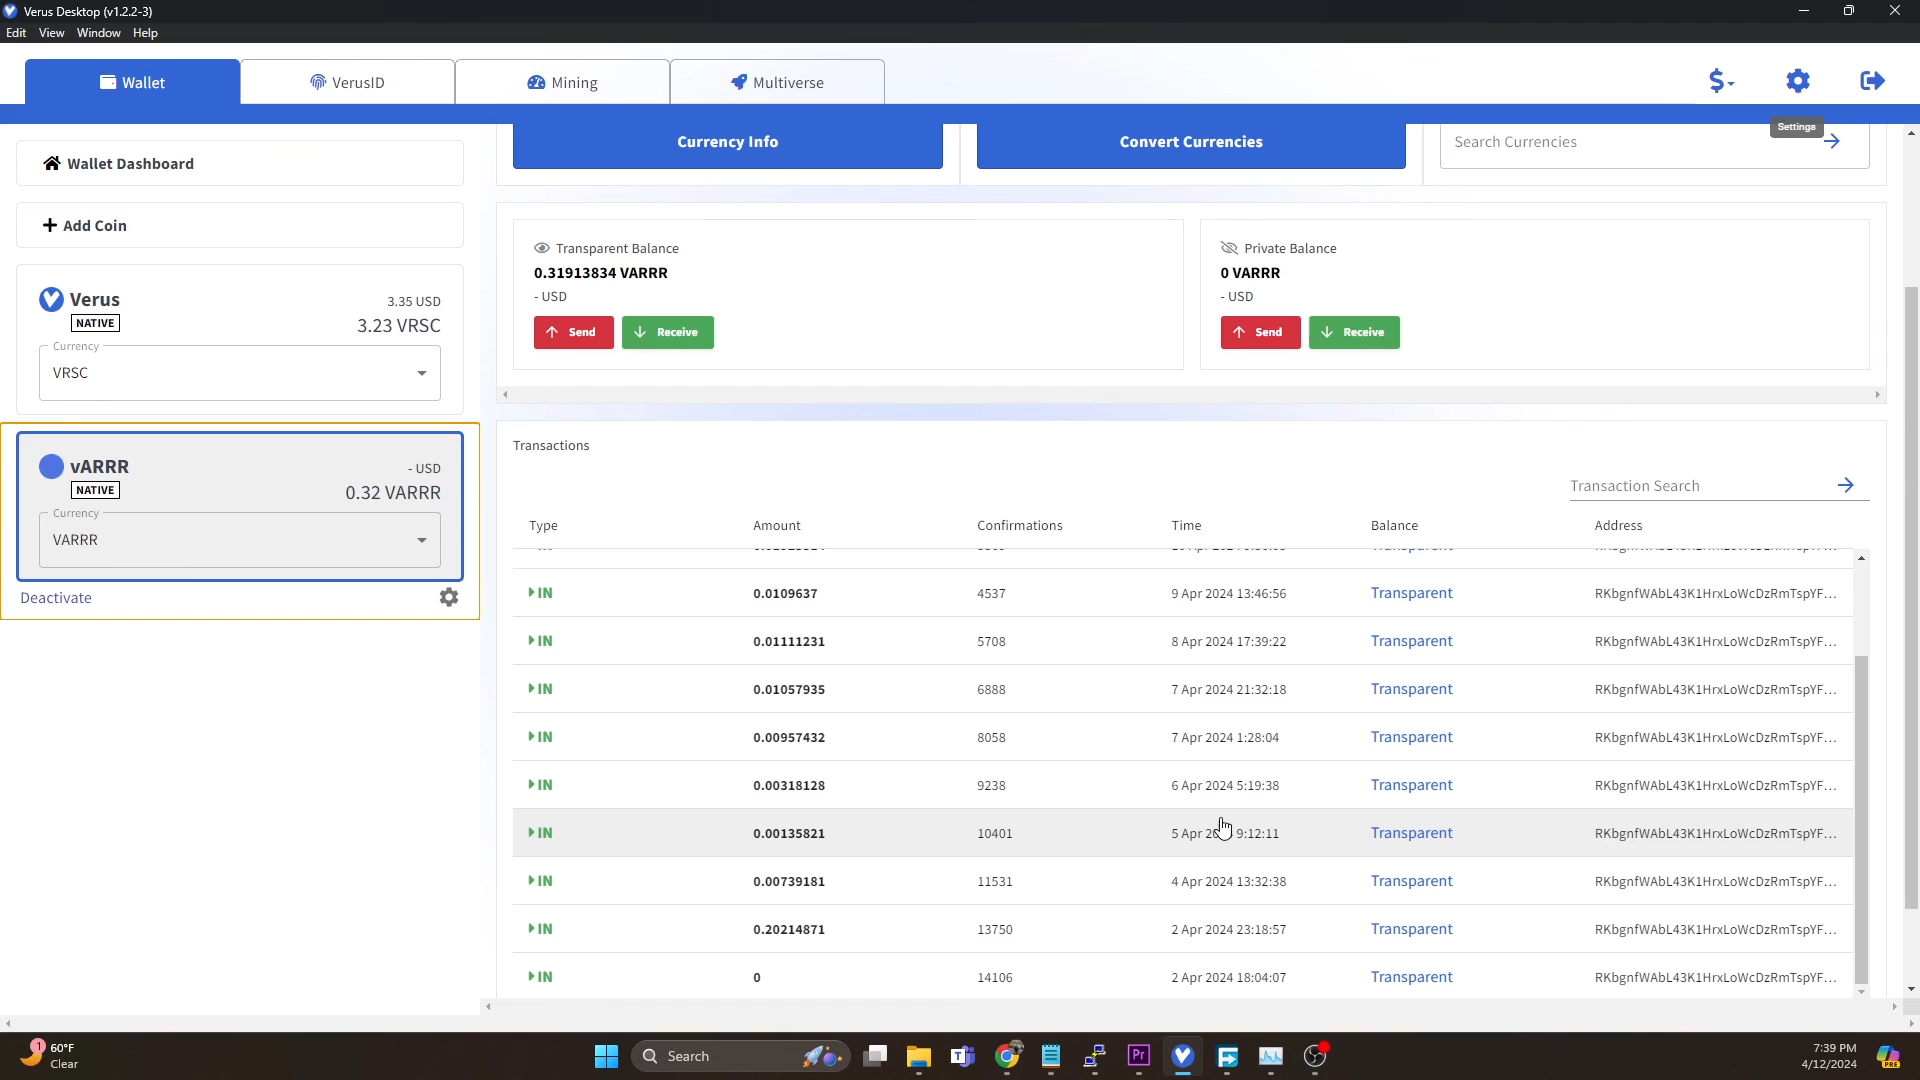 Verus Desktop (v1.2.2-3)
Edit View Window Help
Wallet VerusID Mining Multiverse $
Settings
Currency Info Convert Currencies Search Currencies
Wallet Dashboard
Add Coin
Verus 3.35 USD
NATIVE 3.23 VRSC
Currency
VRSC
vARRR - USD
NATIVE 0.32 VARRR
Currency
VARRR
Deactivate
Transparent Balance
0.31913834 VARRR
- USD
Send Receive
Private Balance
0 VARRR
- USD
Send Receive
Transactions
Transaction Search
Type Amount Confirmations Time Balance Address
IN 0.0109637 4537 9 Apr 2024 13:46:56 Transparent RKbgnfWAbL43K1HrxLoWcDzRmTspYF...
IN 0.01111231 5708 8 Apr 2024 17:39:22 Transparent RKbgnfWAbL43K1HrxLoWcDzRmTspYF...
IN 0.01057935 6888 7 Apr 2024 21:32:18 Transparent RKbgnfWAbL43K1HrxLoWcDzRmTspYF...
IN 0.00957432 8058 7 Apr 2024 1:28:04 Transparent RKbgnfWAbL43K1HrxLoWcDzRmTspYF...
IN 0.00318128 9238 6 Apr 2024 5:19:38 Transparent RKbgnfWAbL43K1HrxLoWcDzRmTspYF...
IN 0.00135821 10401 5 Apr 9:12:11 Transparent RKbgnfWAbL43K1HrxLoWcDzRmTspYF...
IN 0.00739181 11531 4 Apr 2024 13:32:38 Transparent RKbgnfWAbL43K1HrxLoWcDzRmTspYF...
IN 0.20214871 13750 2 Apr 2024 23:18:57 Transparent RKbgnfWAbL43K1HrxLoWcDzRmTspYF...
IN 0 14106 2 Apr 2024 18:04:07 Transparent RKbgnfWAbL43K1HrxLoWcDzRmTspYF...
1 60°F
Clear
Search
Pr
7:39 PM
4/12/2024
PRE